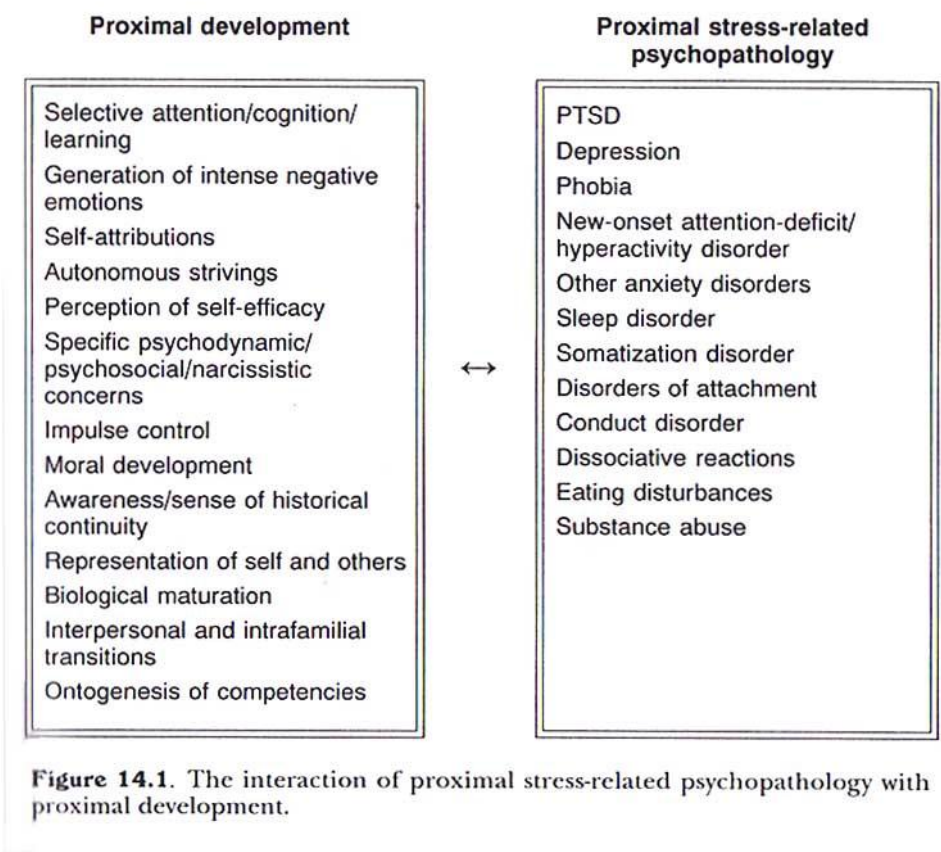 Proximal development
Selective attention/cognition/
learning
Generation of intense negative
emotions
Self-attributions
Autonomous strivings
Perception of self-efficacy
Specific psychodynamic/
psychosocial/narcissistic
concerns
Impulse control
Moral development
Awareness/sense of historical
continuity
Representation of self and others
Biological maturation
Interpersonal and intrafamilial
transitions
Ontogenesis of competencies
↔
Proximal stress-related
psychopathology
PTSD
Depression
Phobia
New-onset attention-deficit/
hyperactivity disorder
Other anxiety disorders
Sleep disorder
Somatization disorder
Disorders of attachment
Conduct disorder
Dissociative reactions
Eating disturbances
Substance abuse
Figure 14.1. The interaction of proximal stress-related psychopathology with
proximal development.